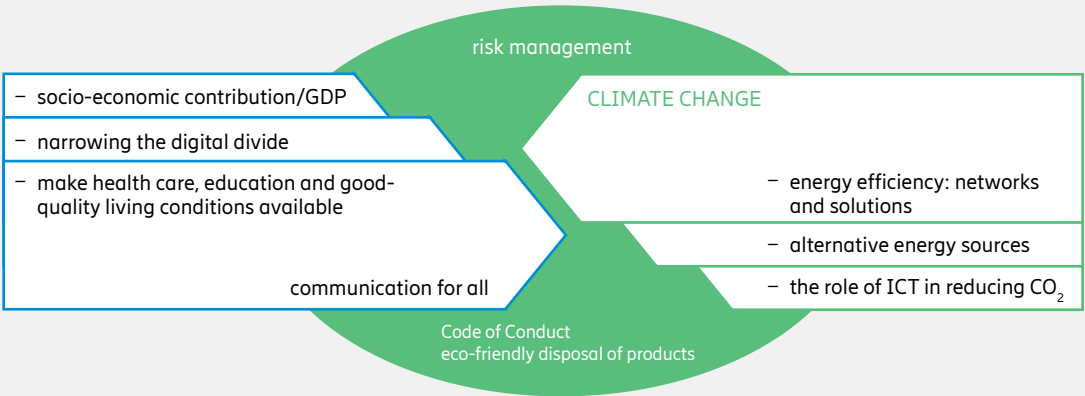 risk management
– socio-economic contribution/GDP
– narrowing the digital divide
– make health care, education and good-
quality living conditions available
communication for all
CLIMATE CHANGE
– energy efficiency: networks
and solutions
– alternative energy sources
– the role of ICT in reducing CO₂
Code of Conduct
eco-friendly disposal of products